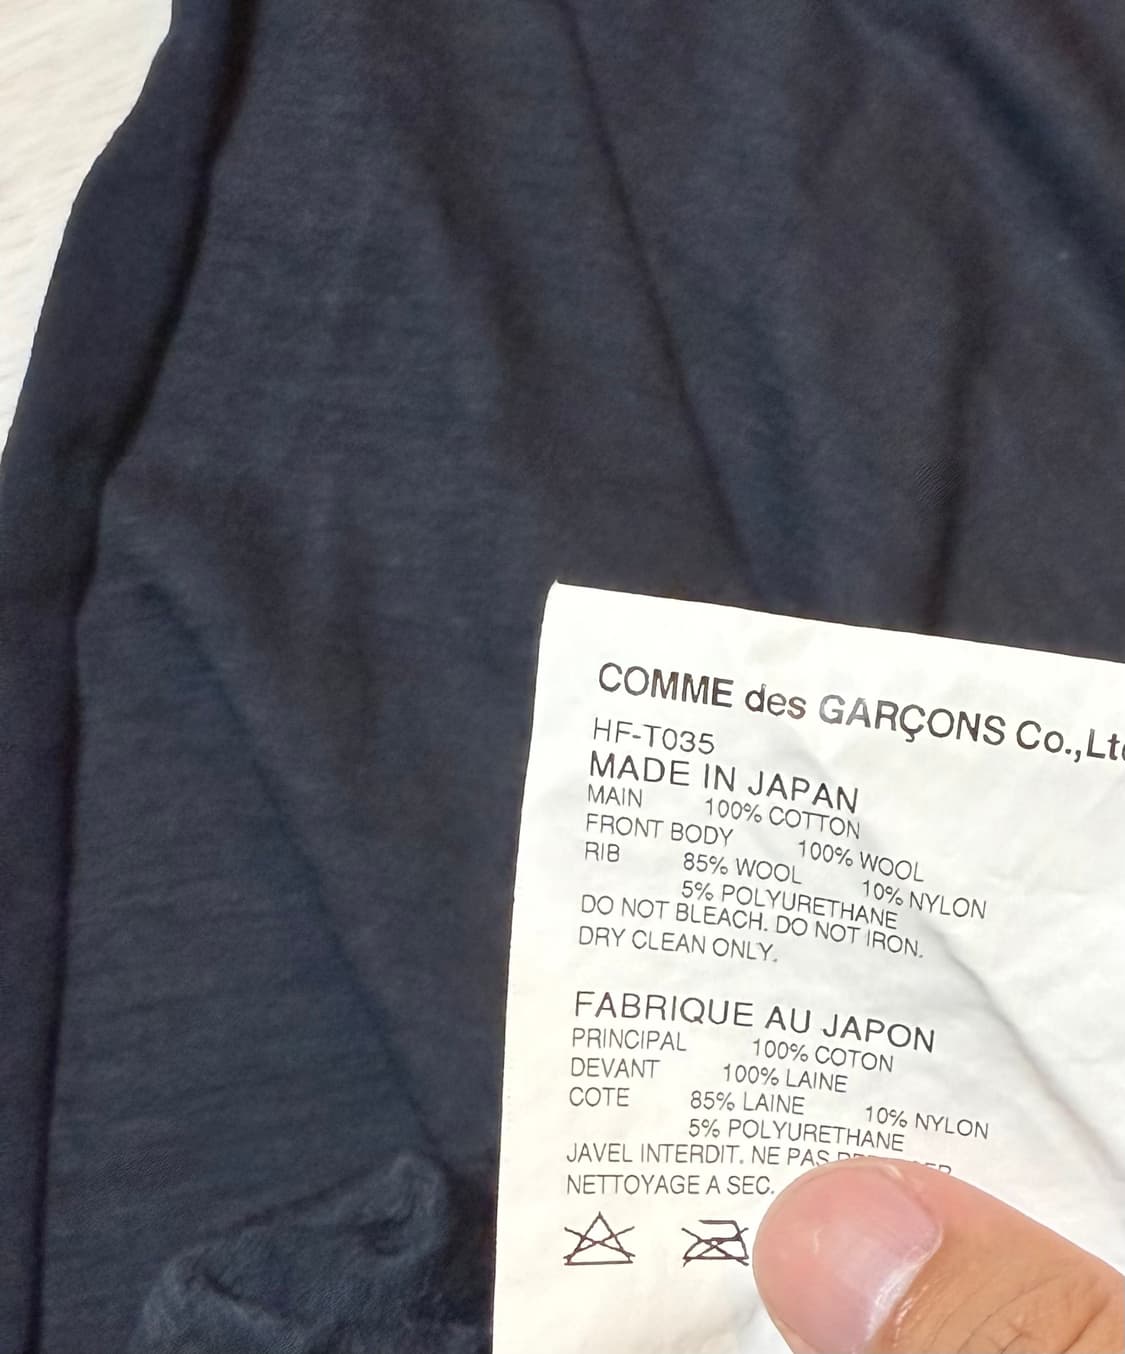 COMME des GARÇONS Co.,Ltd
HF-T035
MADE IN JAPAN
MAIN 100% COTTON
FRONT BODY 100% WOOL
RIB 85% WOOL 10% NYLON
5% POLYURETHANE
DO NOT BLEACH. DO NOT IRON.
DRY CLEAN ONLY.
FABRIQUE AU JAPON
PRINCIPAL 100% COTON
DEVANT 100% LAINE
COTE 85% LAINE 10% NYLON
5% POLYURETHANE
JAVEL INTERDIT. NE PAS
NETTOYAGE A SEC.